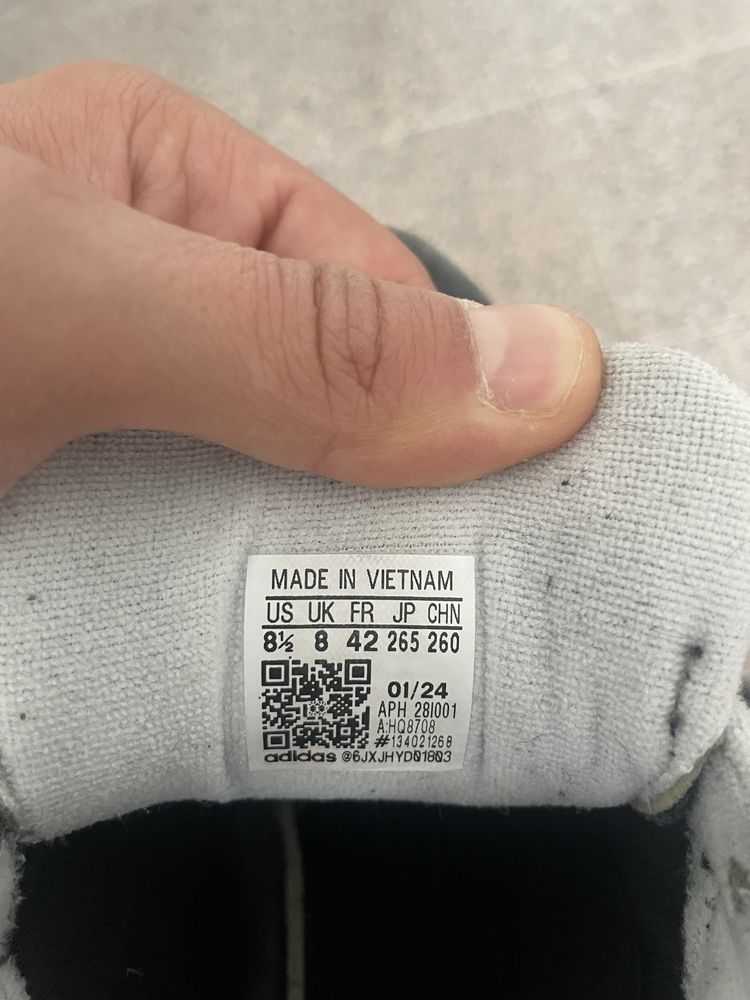 MADE IN VIETNAM
US UK FR JP CHN
8½ 8 42 265 260
01/24
APH 28I001
A:HQ8708
#134021268
adidas @6JXJHYD01803